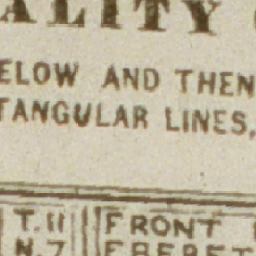 ALITY
ELOW AND THEN
TANGULAR LINES,
T. 11 FRONT
N. 7 EBERET